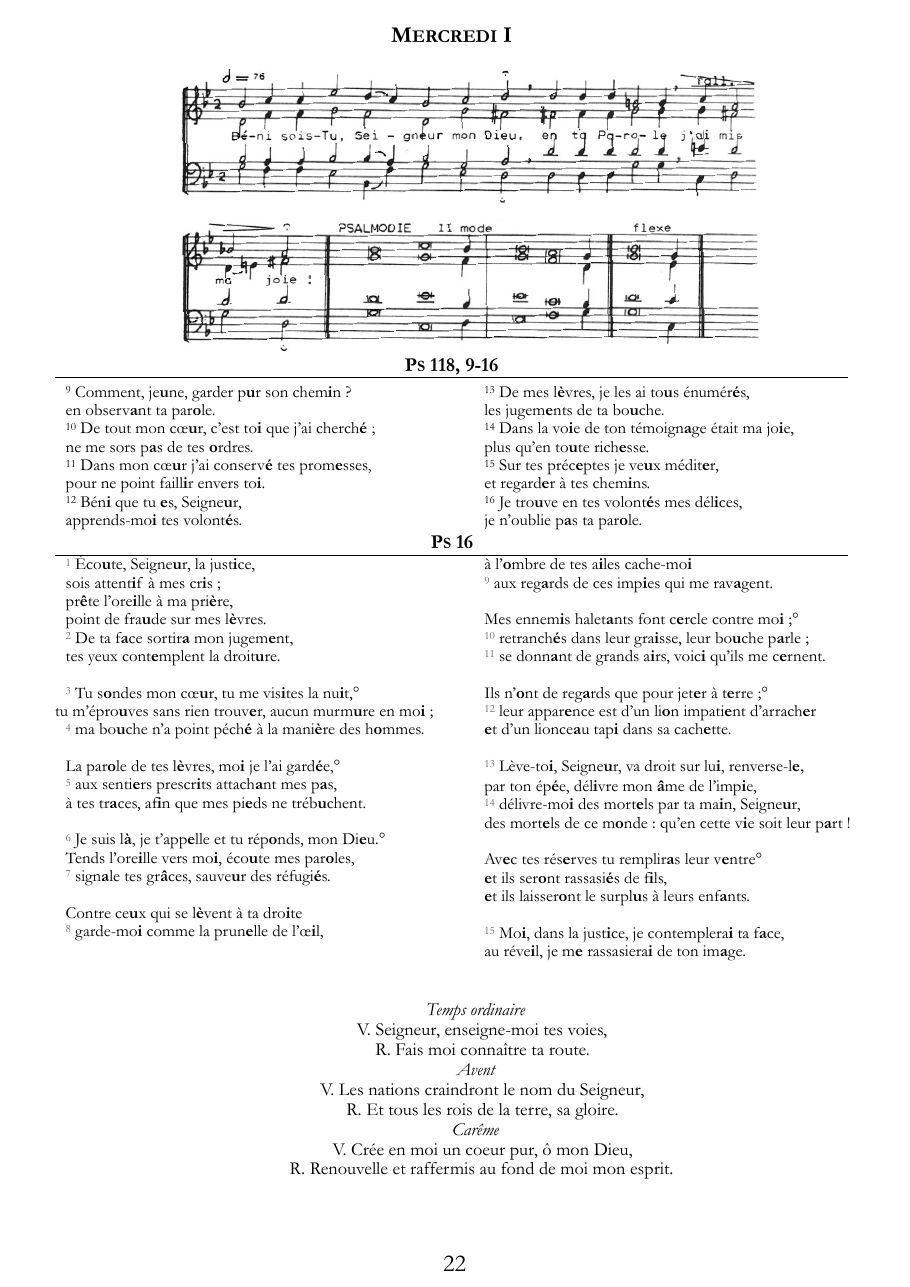 MERCREDI I
= 76
rall.
Bé-ni sois-Tu, Sei - gneur mon Dieu, en ta Pa-ro- le j'ai mis
PSALMODIE II mode flexe
ma joie :
PS 118, 9-16
9 Comment, jeune, garder pur son chemin ?
en observant ta parole.
10 De tout mon cœur, c’est toi que j’ai cherché ;
ne me sors pas de tes ordres.
11 Dans mon cœur j’ai conservé tes promesses,
pour ne point faillir envers toi.
12 Béni que tu es, Seigneur,
apprends-moi tes volontés.
13 De mes lèvres, je les ai tous énumérés,
les jugements de ta bouche.
14 Dans la voie de ton témoignage était ma joie,
plus qu’en toute richesse.
15 Sur tes préceptes je veux méditer,
et regarder à tes chemins.
16 Je trouve en tes volontés mes délices,
je n’oublie pas ta parole.
PS 16
1 Écoute, Seigneur, la justice,
sois attentif à mes cris ;
prête l’oreille à ma prière,
point de fraude sur mes lèvres.
2 De ta face sortira mon jugement,
tes yeux contemplent la droiture.
3 Tu sondes mon cœur, tu me visites la nuit,°
tu m’éprouves sans rien trouver, aucun murmure en moi ;
4 ma bouche n’a point péché à la manière des hommes.
La parole de tes lèvres, moi je l’ai gardée,°
5 aux sentiers prescrits attachant mes pas,
à tes traces, afin que mes pieds ne trébuchent.
6 Je suis là, je t’appelle et tu réponds, mon Dieu.°
Tends l’oreille vers moi, écoute mes paroles,
7 signale tes grâces, sauveur des réfugiés.
Contre ceux qui se lèvent à ta droite
8 garde-moi comme la prunelle de l’œil,
à l’ombre de tes ailes cache-moi
9 aux regards de ces impies qui me ravagent.
Mes ennemis haletants font cercle contre moi ;°
10 retranchés dans leur graisse, leur bouche parle ;
11 se donnant de grands airs, voici qu’ils me cernent.
Ils n’ont de regards que pour jeter à terre ;°
12 leur apparence est d’un lion impatient d’arracher
et d’un lionceau tapi dans sa cachette.
13 Lève-toi, Seigneur, va droit sur lui, renverse-le,
par ton épée, délivre mon âme de l’impie,
14 délivre-moi des mortels par ta main, Seigneur,
des mortels de ce monde : qu’en cette vie soit leur part !
Avec tes réserves tu rempliras leur ventre°
et ils seront rassasiés de fils,
et ils laisseront le surplus à leurs enfants.
15 Moi, dans la justice, je contemplerai ta face,
au réveil, je me rassasierai de ton image.
Temps ordinaire
V. Seigneur, enseigne-moi tes voies,
R. Fais moi connaître ta route.
Avent
V. Les nations craindront le nom du Seigneur,
R. Et tous les rois de la terre, sa gloire.
Carême
V. Crée en moi un coeur pur, ô mon Dieu,
R. Renouvelle et raffermis au fond de moi mon esprit.
22